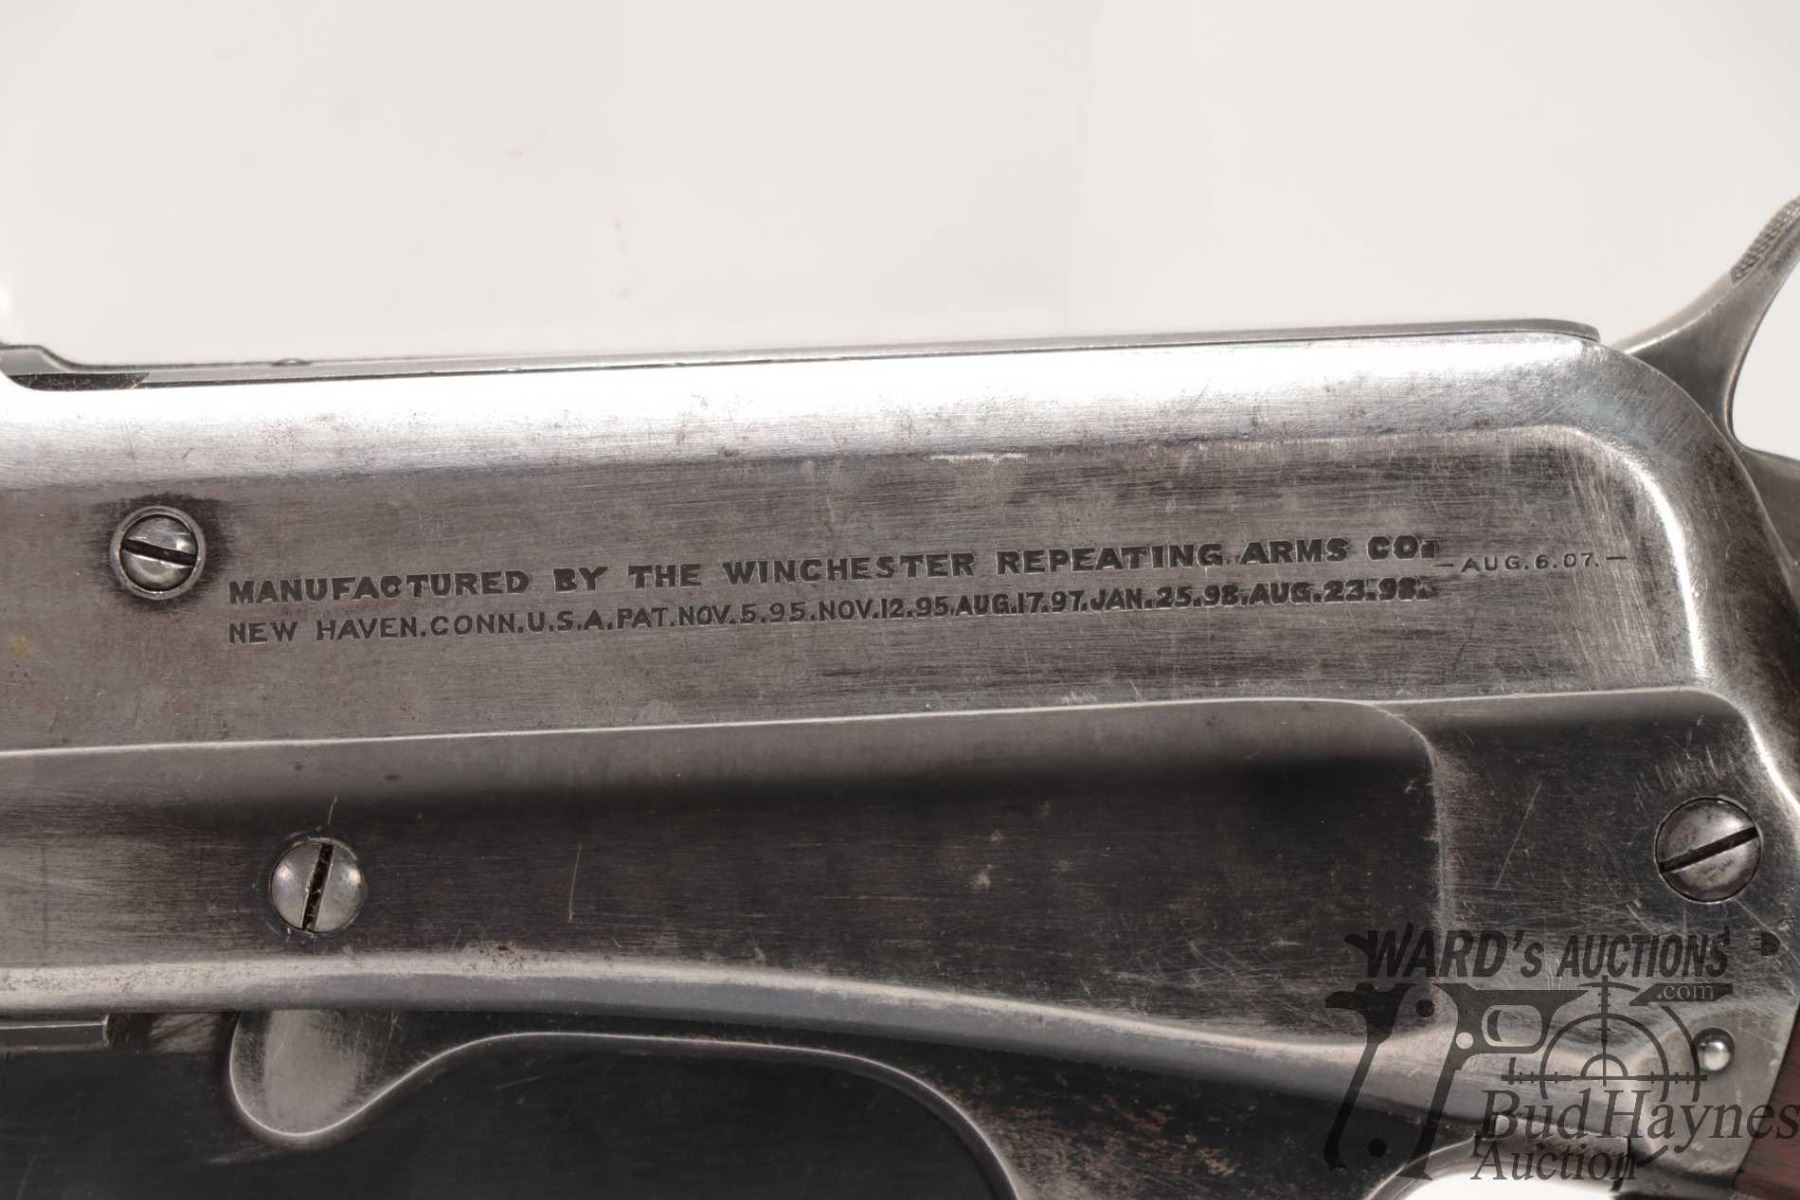 MANUFACTURED BY THE WINCHESTER REPEATING ARMS CO.
NEW HAVEN.CONN.U.S.A.PAT.NOV.5.95.NOV.12.95,AUG.17.97.JAN.25.98,AUG.23.98.
—AUG.6.07.—
WARD's AUCTIONS
.com
Bud Haynes
Auction